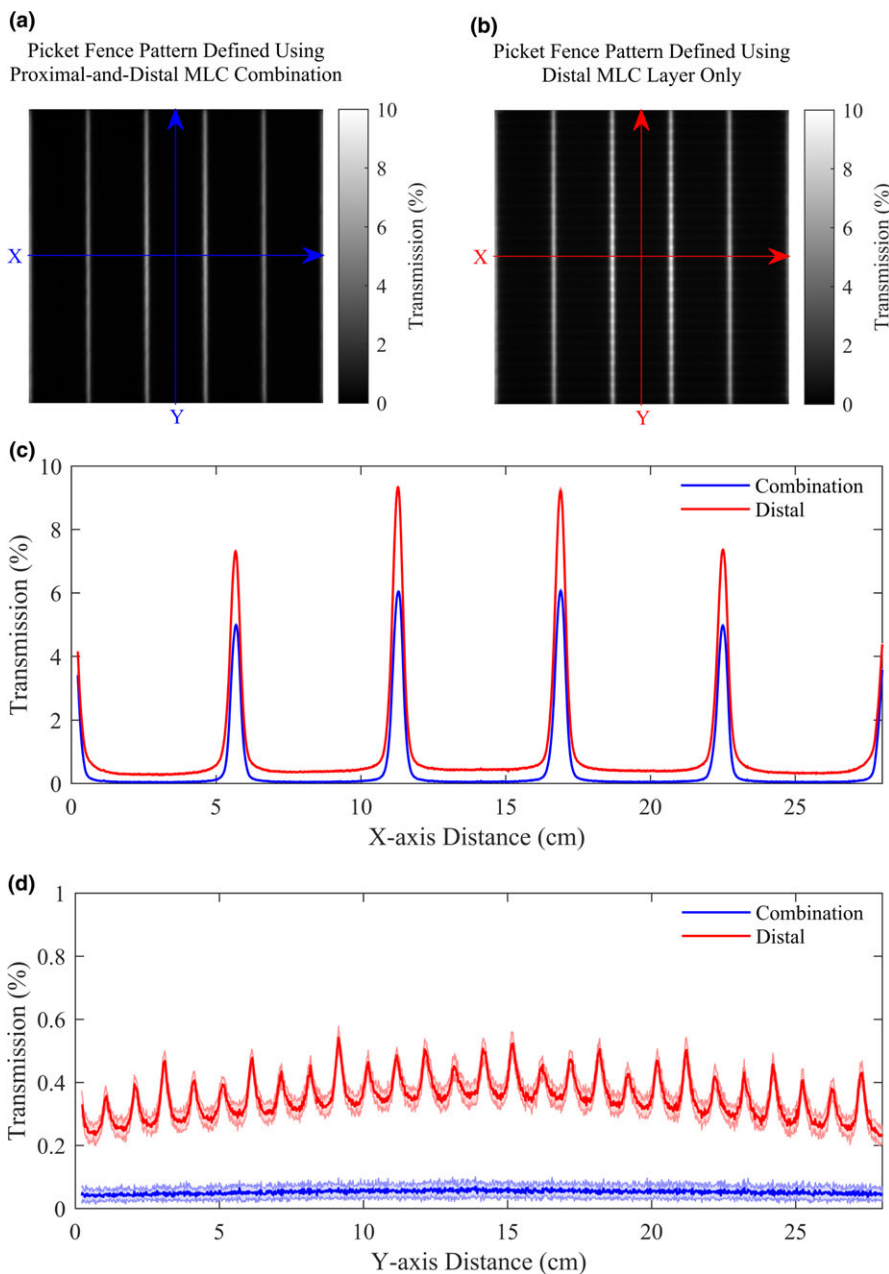 (a)
Picket Fence Pattern Defined Using
Proximal-and-Distal MLC Combination
X
Y
10
8
6
4
2
0
Transmission (%)
(b)
Picket Fence Pattern Defined Using
Distal MLC Layer Only
X
Y
10
8
6
4
2
0
Transmission (%)
(c)
10
8
6
4
2
0
Transmission (%)
Combination
Distal
0 5 10 15 20 25
X-axis Distance (cm)
(d)
1
0.8
0.6
0.4
0.2
0
Transmission (%)
Combination
Distal
0 5 10 15 20 25
Y-axis Distance (cm)